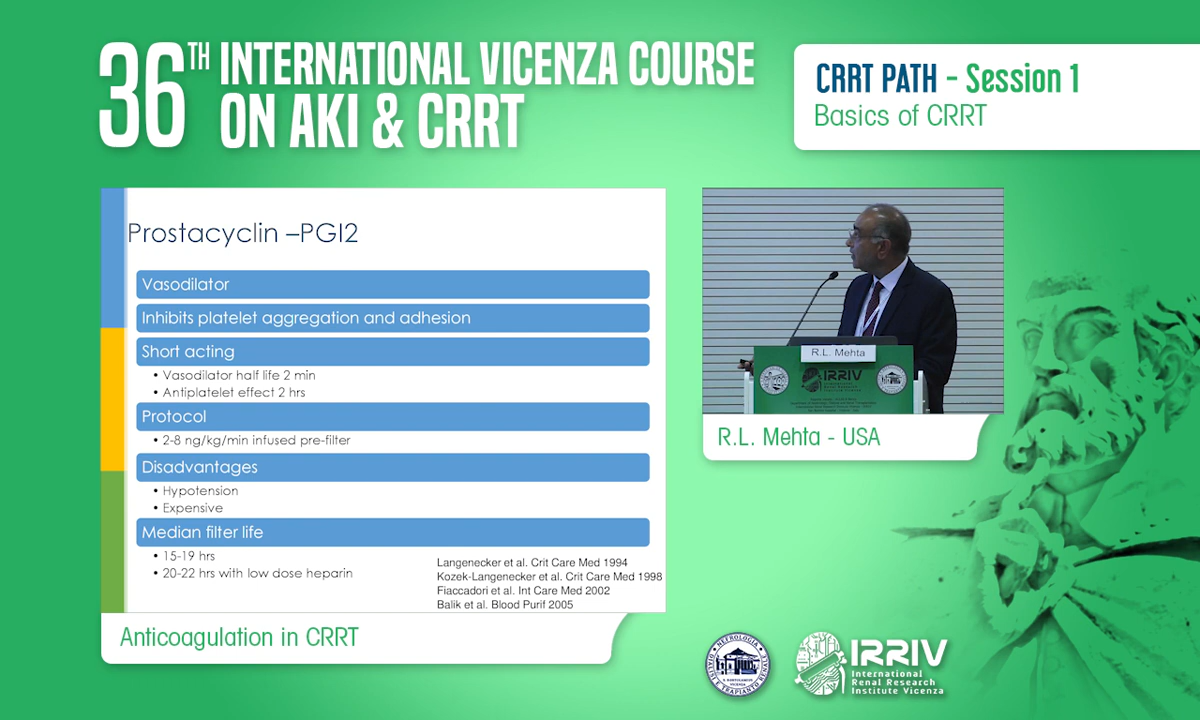 36TH INTERNATIONAL VICENZA COURSE
ON AKI & CRRT
CRRT PATH - Session 1
Basics of CRRT
Prostacyclin –PGI2
Vasodilator
Inhibits platelet aggregation and adhesion
Short acting
• Vasodilator half life 2 min
• Antiplatelet effect 2 hrs
Protocol
• 2-8 ng/kg/min infused pre-filter
Disadvantages
• Hypotension
• Expensive
Median filter life
• 15-19 hrs
• 20-22 hrs with low dose heparin
Langenecker et al. Crit Care Med 1994
Kozek-Langenecker et al. Crit Care Med 1998
Fiaccadori et al. Int Care Med 2002
Balik et al. Blood Purif 2005
Anticoagulation in CRRT
R.L. Mehta
IRRIV
R.L. Mehta - USA
IRRIV
International
Renal Research
Institute Vicenza